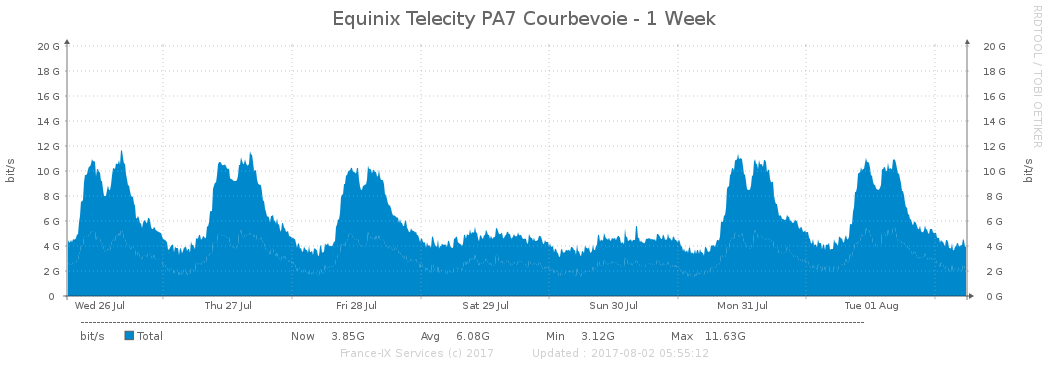 Equinix Telecity PA7 Courbevoie - 1 Week
RRDTOOL / TOBI OETIKER
bit/s
20 G
18 G
16 G
14 G
12 G
10 G
8 G
6 G
4 G
2 G
0
20 G
18 G
16 G
14 G
12 G
10 G
8 G
6 G
4 G
2 G
0 G
bit/s
Wed 26 Jul Thu 27 Jul Fri 28 Jul Sat 29 Jul Sun 30 Jul Mon 31 Jul Tue 01 Aug
bit/s Total Now 3.85G Avg 6.08G Min 3.12G Max 11.63G
France-IX Services (c) 2017 Updated : 2017-08-02 05:55:12